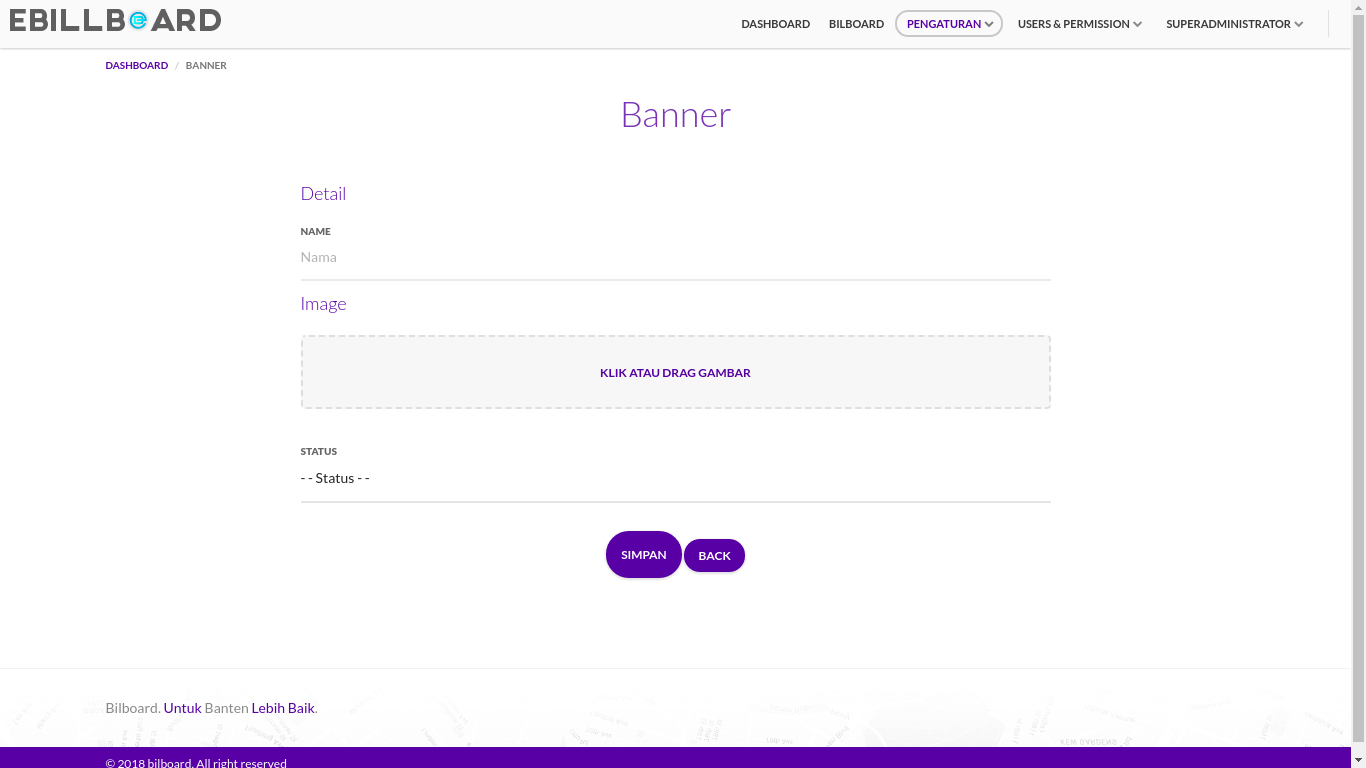 EBILLBOARD
DASHBOARD BILBOARD PENGATURAN USERS & PERMISSION SUPERADMINISTRATOR
DASHBOARD / BANNER
Banner
Detail
NAME
Nama
Image
KLIK ATAU DRAG GAMBAR
STATUS
- - Status - -
SIMPAN BACK
Bilboard. Untuk Banten Lebih Baik.
© 2018 bilboard. All right reserved